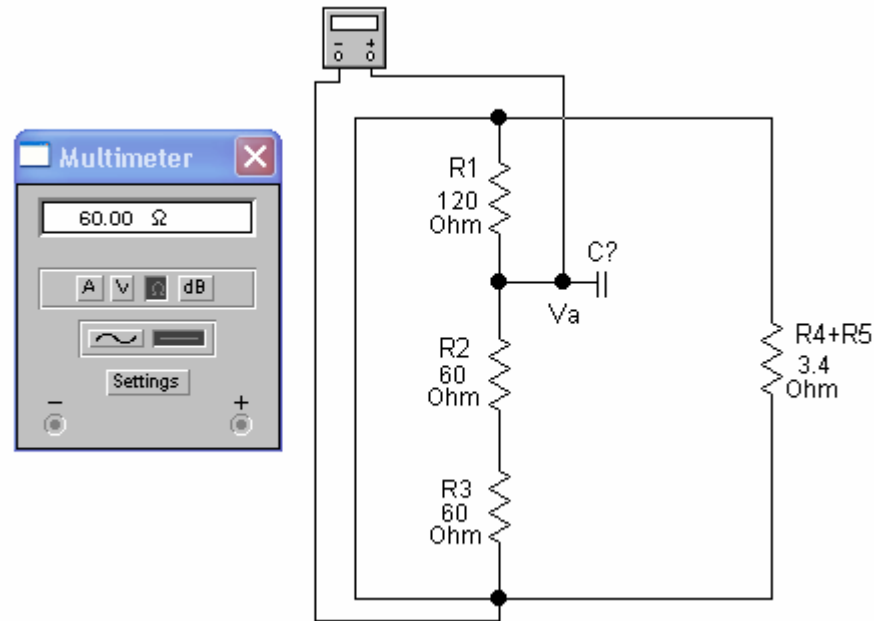 Multimeter
60.00 Ω
A V Ω dB
Settings
− +
− +
R1
120
Ohm
C?
Va
R2
60
Ohm
R3
60
Ohm
R4+R5
3.4
Ohm